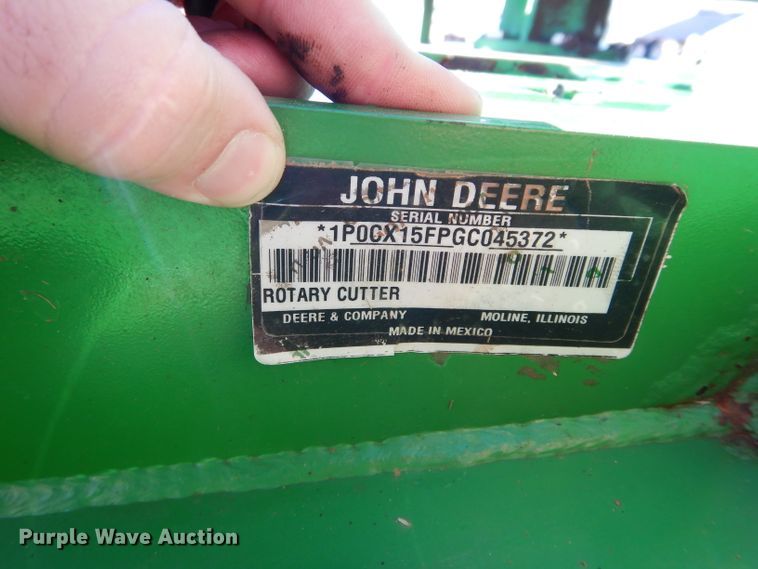 JOHN DEERE
SERIAL NUMBER
*1P0CX15FPGC045372*
ROTARY CUTTER
DEERE & COMPANY MOLINE, ILLINOIS
MADE IN MEXICO
Purple Wave Auction